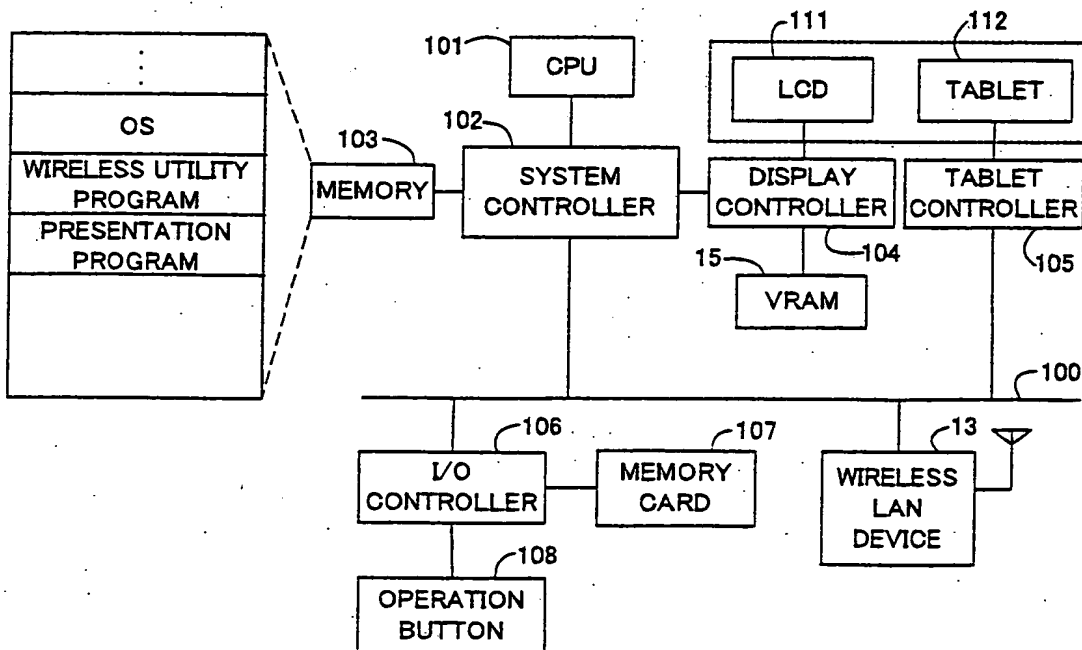 111
112
101
CPU
LCD
TABLET
OS
102
103
WIRELESS UTILITY
PROGRAM
MEMORY
SYSTEM
CONTROLLER
DISPLAY
CONTROLLER
TABLET
CONTROLLER
PRESENTATION
PROGRAM
104
105
15
VRAM
100
106
107
13
I/O
CONTROLLER
MEMORY
CARD
WIRELESS
LAN
DEVICE
108
OPERATION
BUTTON